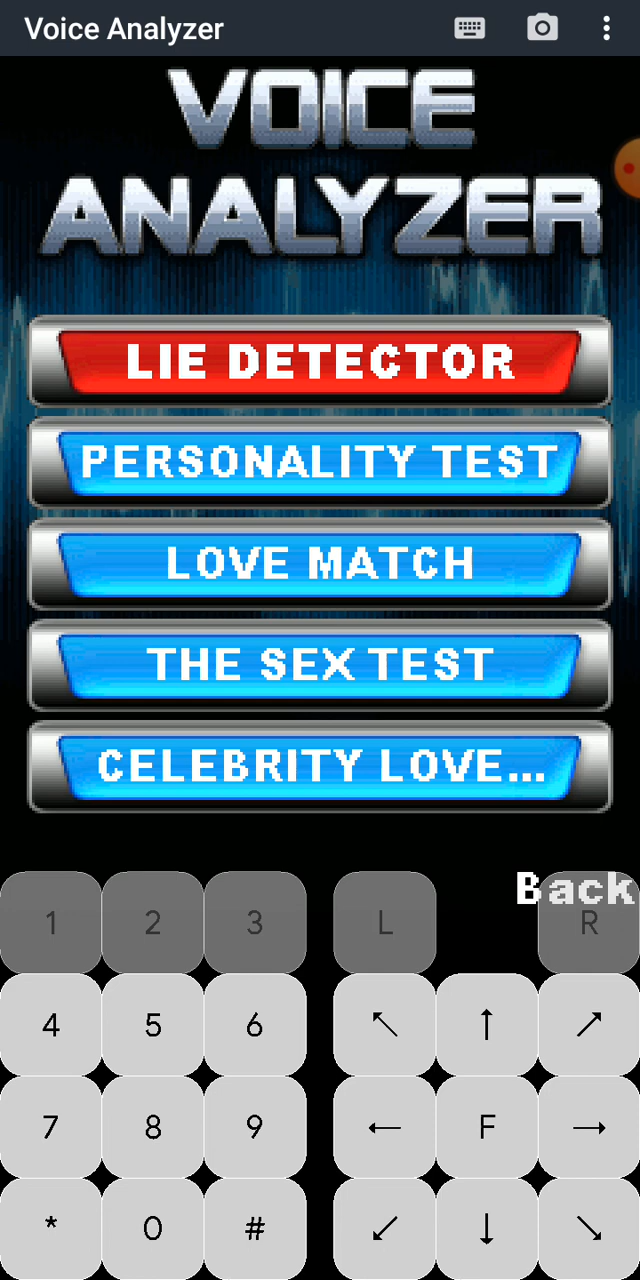 Voice Analyzer
VOICE
ANALYZER
LIE DETECTOR
PERSONALITY TEST
LOVE MATCH
THE SEX TEST
CELEBRITY LOVE...
Back
1 2 3 L R
4 5 6 ↖ ↑ ↗
7 8 9 ← F →
* 0 # ↙ ↓ ↘